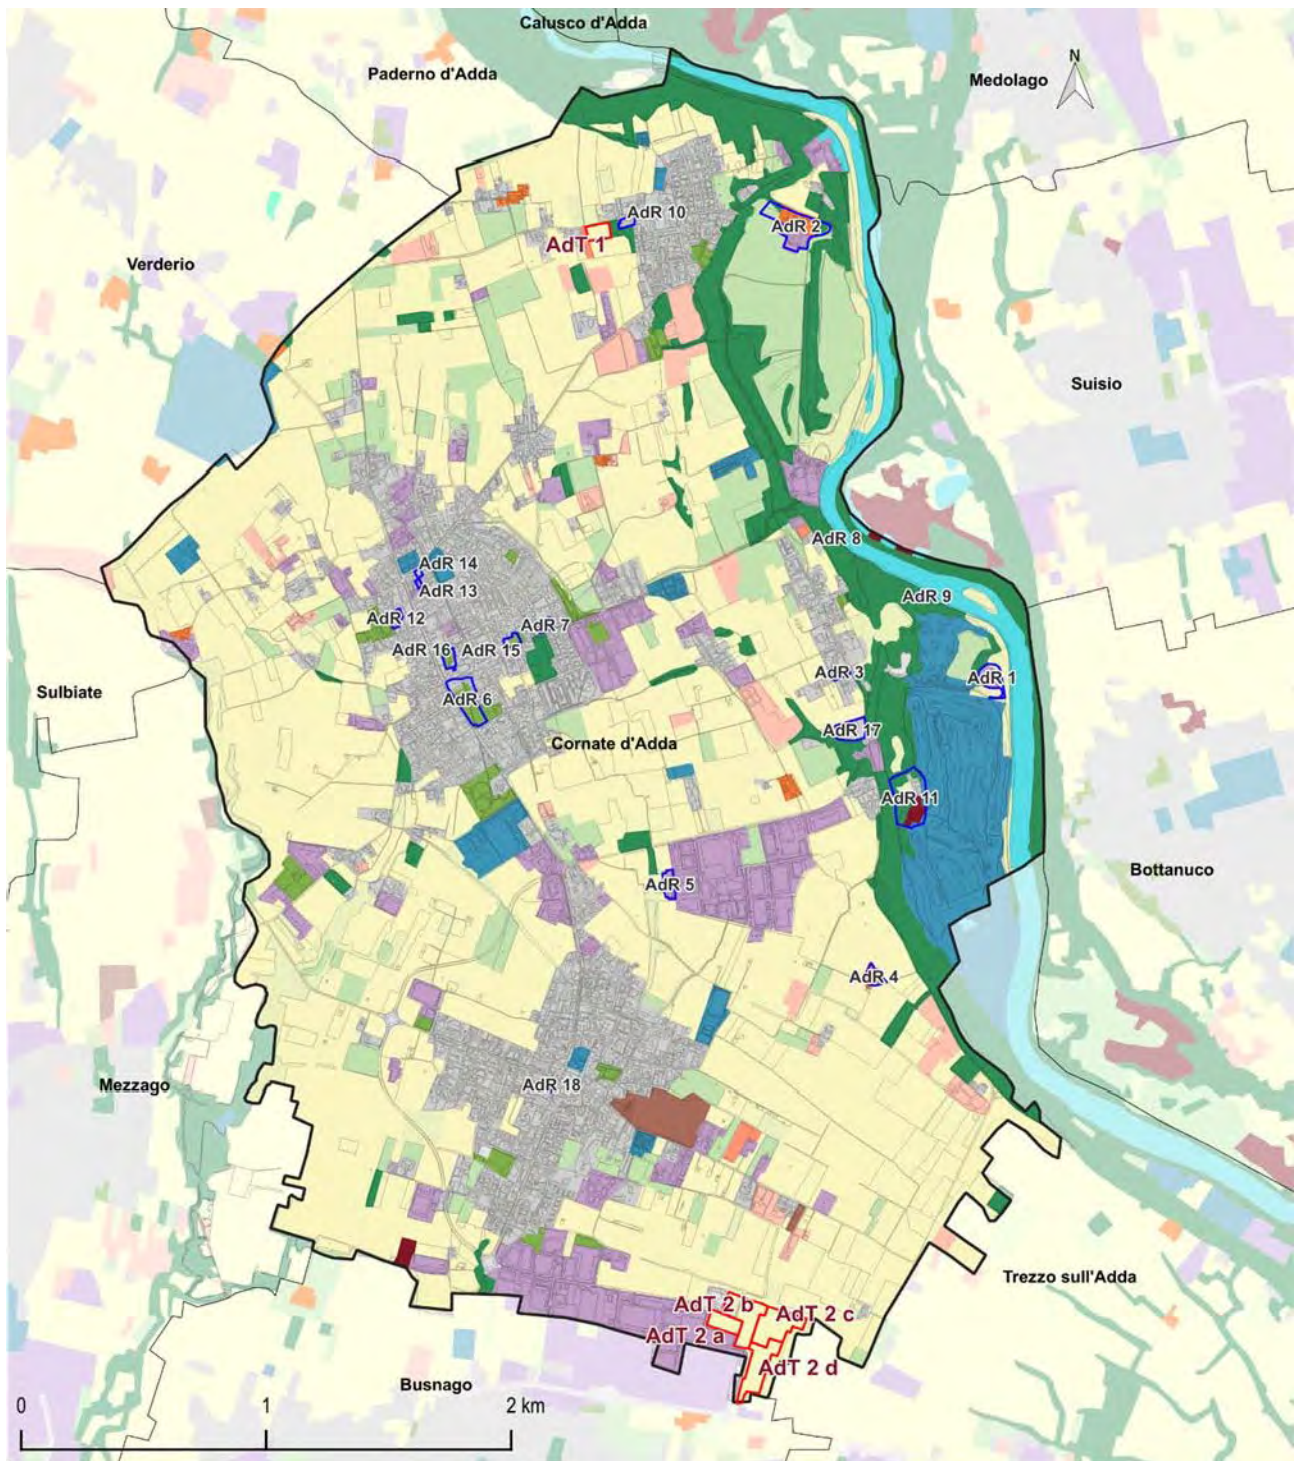 Calusco d'Adda
Paderno d'Adda
Medolago
N
AdR 10
AdR 2
AdT 1
Verderio
Suisio
AdR 8
AdR 14
AdR 13
AdR 9
AdR 12
AdR 7
AdR 16
AdR 15
AdR 3
AdR 1
Sulbiate
AdR 6
AdR 17
Cornate d'Adda
AdR 11
Bottanuco
AdR 5
AdR 4
Mezzago
AdR 18
Trezzo sull'Adda
AdT 2 b
AdT 2 c
AdT 2 a
AdT 2 d
Busnago
0 1 2 km